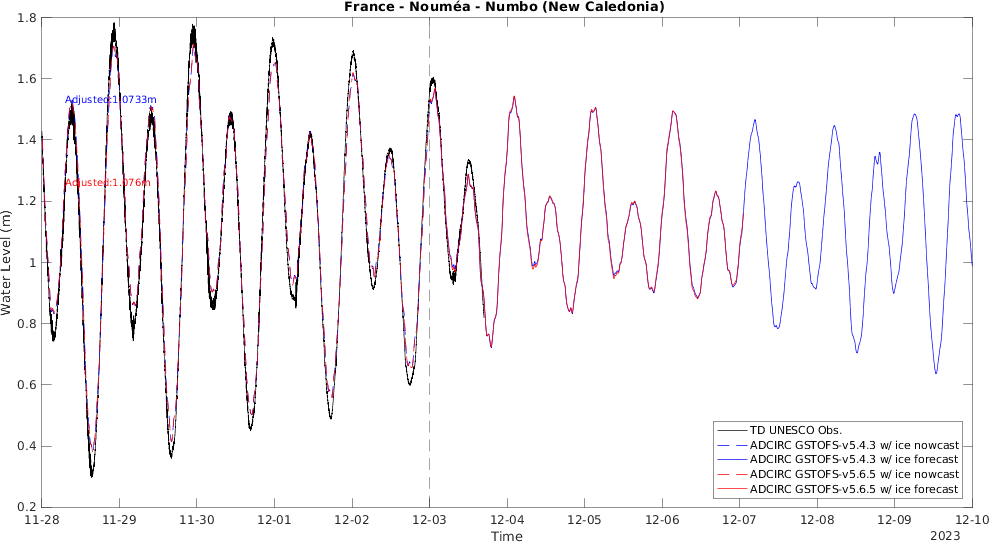 France - Nouméa - Numbo (New Caledonia)
1.8
1.6
1.4
1.2
1
0.8
0.6
0.4
0.2
Water Level (m)
Adjusted:1.0733m
Adjusted:1.076m
TD UNESCO Obs.
ADCIRC GSTOFS-v5.4.3 w/ ice nowcast
ADCIRC GSTOFS-v5.4.3 w/ ice forecast
ADCIRC GSTOFS-v5.6.5 w/ ice nowcast
ADCIRC GSTOFS-v5.6.5 w/ ice forecast
11-28 11-29 11-30 12-01 12-02 12-03 12-04 12-05 12-06 12-07 12-08 12-09 12-10
Time
2023